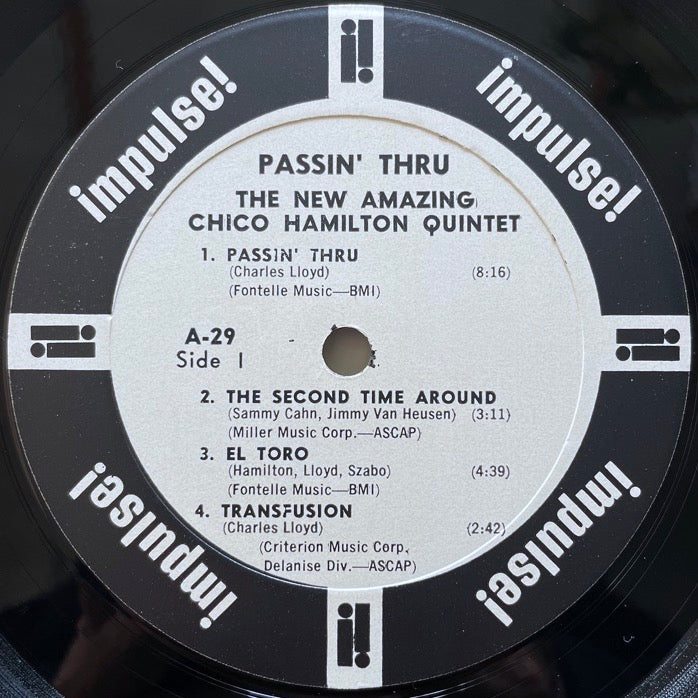 impulse!
impulse!
PASSIN' THRU
THE NEW AMAZING
CHICO HAMILTON QUINTET
1. PASSIN' THRU
(Charles Lloyd) (8:16)
(Fontelle Music—BMI)
A-29
Side 1
2. THE SECOND TIME AROUND
(Sammy Cahn, Jimmy Van Heusen) (3:11)
(Miller Music Corp.—ASCAP)
3. EL TORO
(Hamilton, Lloyd, Szabo) (4:39)
(Fontelle Music—BMI)
4. TRANSFUSION
(Charles Lloyd) (2:42)
(Criterion Music Corp,
Delanise Div.—ASCAP)
impulse!
impulse!